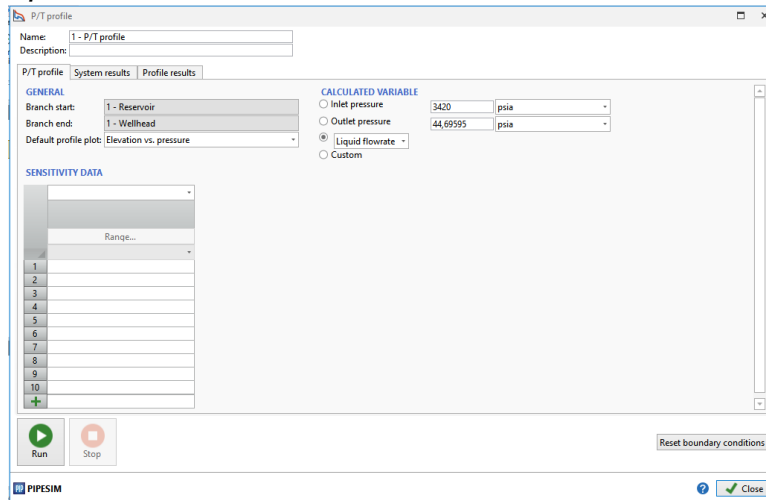 P/T profile
Name: 1 - P/T profile
Description:
P/T profile System results Profile results
GENERAL
Branch start: 1 - Reservoir
Branch end: 1 - Wellhead
Default profile plot: Elevation vs. pressure
CALCULATED VARIABLE
Inlet pressure 3420 psia
Outlet pressure 44,69595 psia
Liquid flowrate
Custom
SENSITIVITY DATA
Range...
1
2
3
4
5
6
7
8
9
10
Run Stop
Reset boundary conditions
PIPESIM
Close